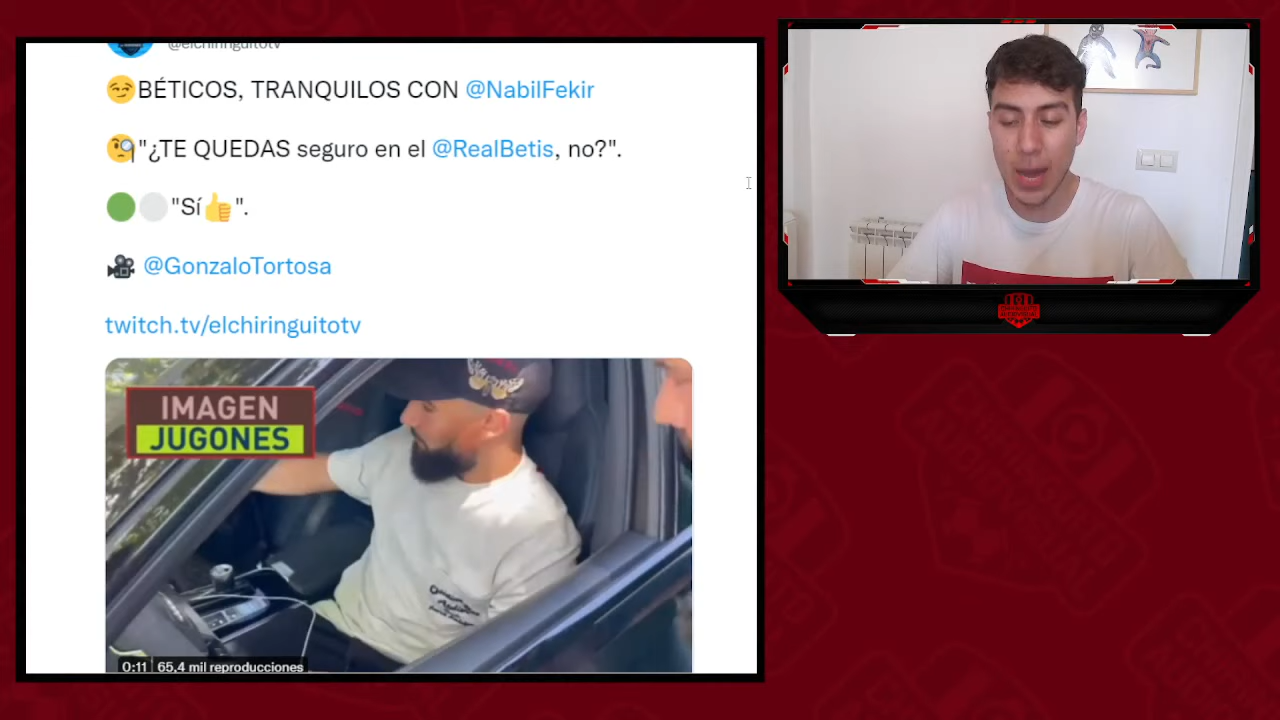 @elchiringuitotv
😏BÉTICOS, TRANQUILOS CON @NabilFekir
🧐"¿TE QUEDAS seguro en el @RealBetis, no?".
🟢⚪"Sí👍".
🎥 @GonzaloTortosa
twitch.tv/elchiringuitotv
IMAGEN
JUGONES
0:11 65,4 mil reproducciones